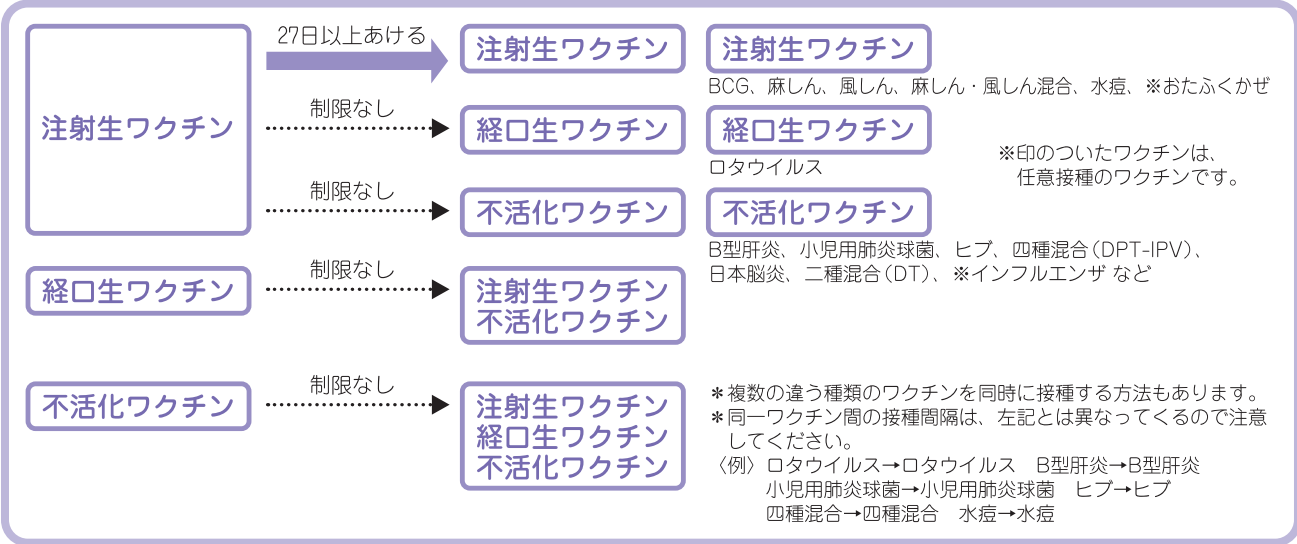 注射生ワクチン
27日以上あける
注射生ワクチン
制限なし
経口生ワクチン
制限なし
不活化ワクチン
経口生ワクチン
制限なし
注射生ワクチン
不活化ワクチン
不活化ワクチン
制限なし
注射生ワクチン
経口生ワクチン
不活化ワクチン
注射生ワクチン
BCG、麻しん、風しん、麻しん・風しん混合、水痘、※おたふくかぜ
経口生ワクチン
ロタウイルス
※印のついたワクチンは、
任意接種のワクチンです。
不活化ワクチン
B型肝炎、小児用肺炎球菌、ヒブ、四種混合(DPT-IPV)、
日本脳炎、二種混合(DT)、※インフルエンザ など
＊複数の違う種類のワクチンを同時に接種する方法もあります。
＊同一ワクチン間の接種間隔は、左記とは異なってくるので注意
してください。
〈例〉ロタウイルス→ロタウイルス　B型肝炎→B型肝炎
小児用肺炎球菌→小児用肺炎球菌　ヒブ→ヒブ
四種混合→四種混合　水痘→水痘